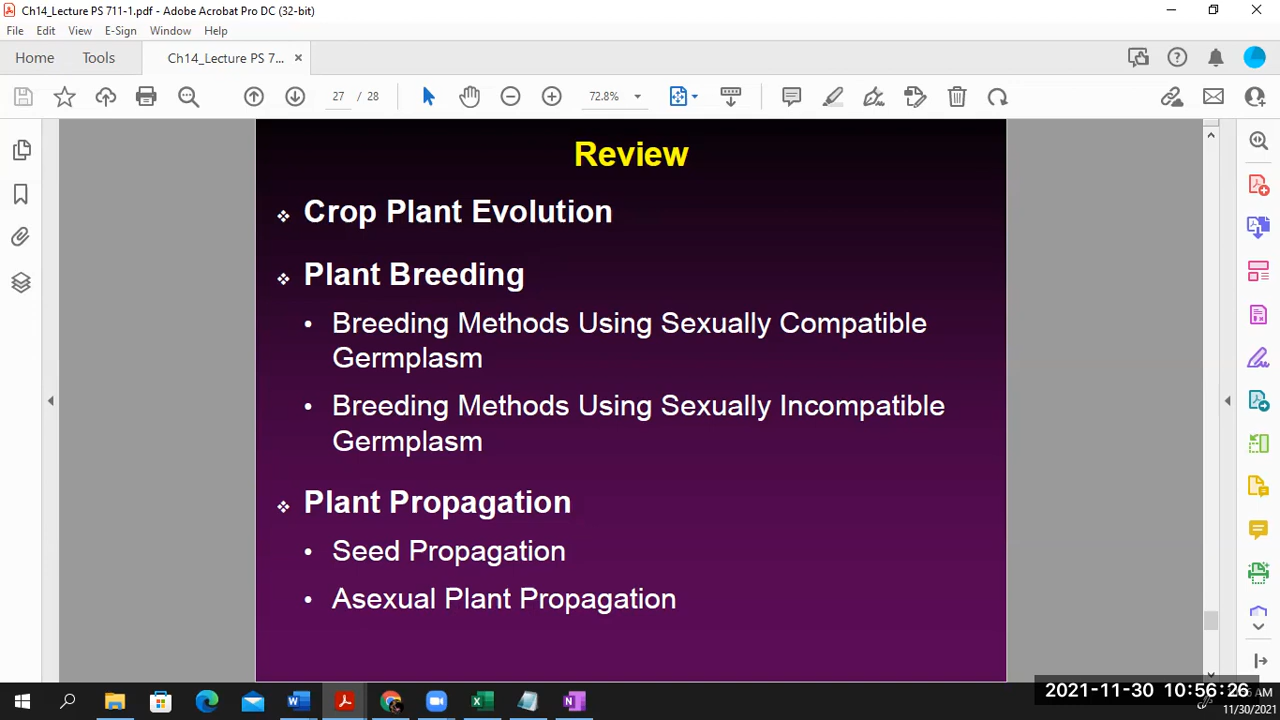 Ch14_Lecture PS 711-1.pdf - Adobe Acrobat Pro DC (32-bit)
File Edit View E-Sign Window Help
Home Tools Ch14_Lecture PS 7... ×
27 / 28 72.8%
Review
❖ Crop Plant Evolution
❖ Plant Breeding
• Breeding Methods Using Sexually Compatible
Germplasm
• Breeding Methods Using Sexually Incompatible
Germplasm
❖ Plant Propagation
• Seed Propagation
• Asexual Plant Propagation
2021-11-30 10:56:26 AM
11/30/2021